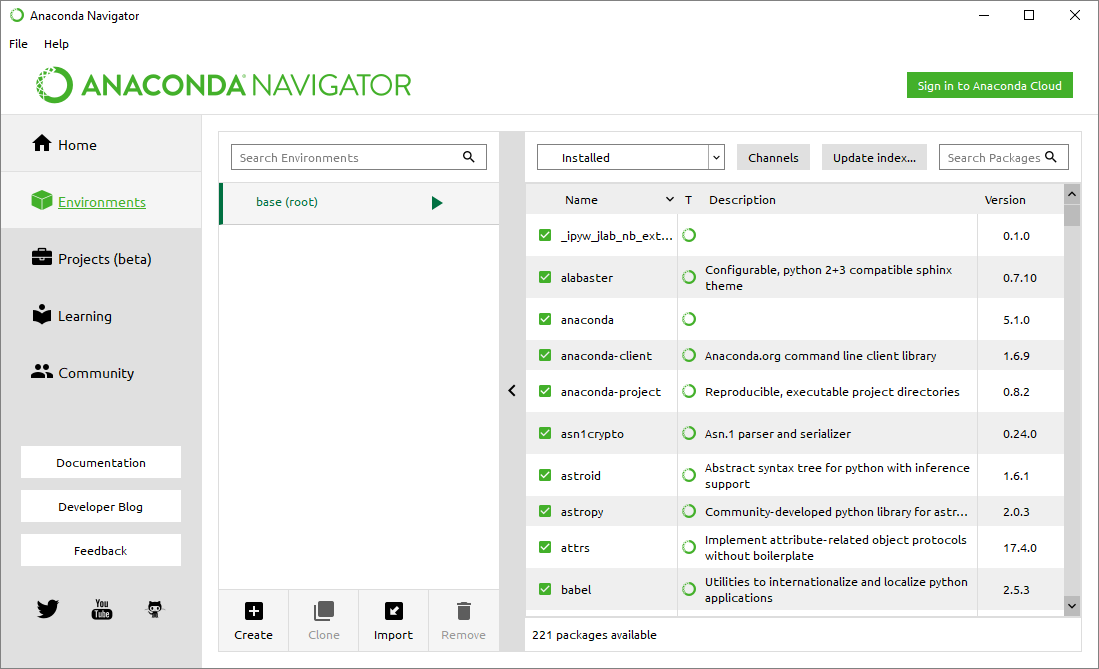 Anaconda Navigator
File Help
ANACONDA NAVIGATOR
Sign in to Anaconda Cloud
Home
Environments
Projects (beta)
Learning
Community
Documentation
Developer Blog
Feedback
You
Tube
Search Environments
base (root)
Create Clone Import Remove
Installed Channels Update index... Search Packages
Name T Description Version
_ipyw_jlab_nb_ext... 0.1.0
alabaster Configurable, python 2+3 compatible sphinx
theme 0.7.10
anaconda 5.1.0
anaconda-client Anaconda.org command line client library 1.6.9
anaconda-project Reproducible, executable project directories 0.8.2
asn1crypto Asn.1 parser and serializer 0.24.0
astroid Abstract syntax tree for python with inference
support 1.6.1
astropy Community-developed python library for astr... 2.0.3
attrs Implement attribute-related object protocols
without boilerplate 17.4.0
babel Utilities to internationalize and localize python
applications 2.5.3
221 packages available